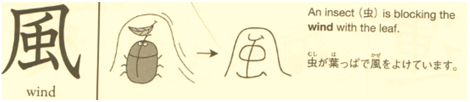 風
wind
An insect (虫) is blocking the
wind with the leaf.
むし は かぜ
虫が葉っぱで風をよけています。